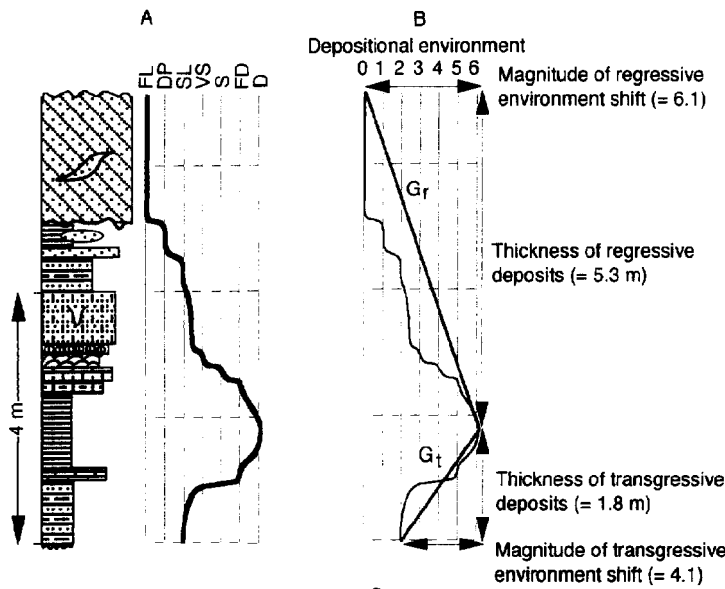 A
FL
DP
SL
VS
S
FD
D
4 m
B
Depositional environment
0 1 2 3 4 5 6
Magnitude of regressive
environment shift (= 6.1)
Gr
Thickness of regressive
deposits (= 5.3 m)
Gt
Thickness of transgressive
deposits (= 1.8 m)
Magnitude of transgressive
environment shift (= 4.1)